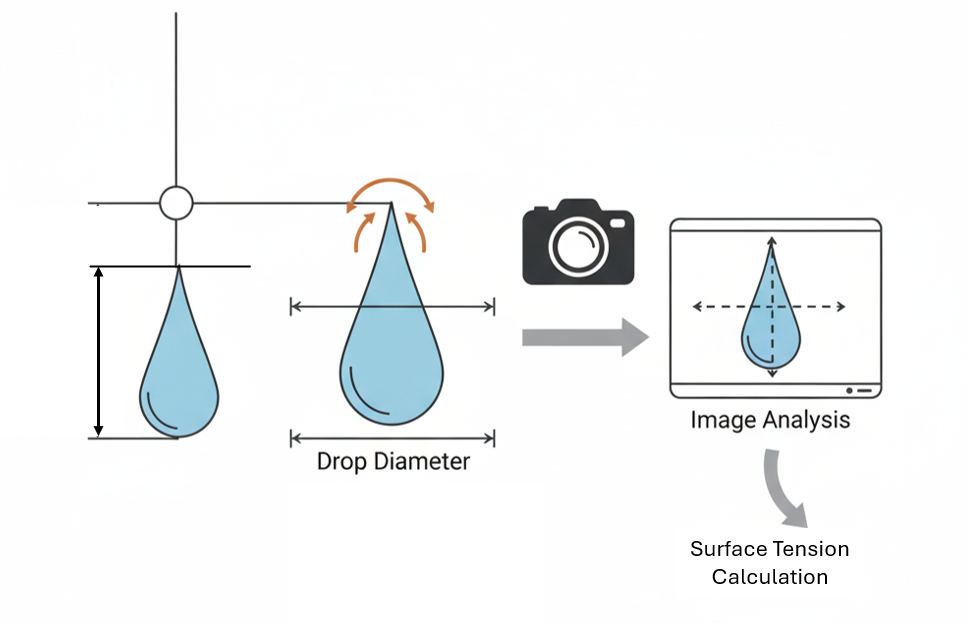 Drop Diameter
Image Analysis
Surface Tension
Calculation